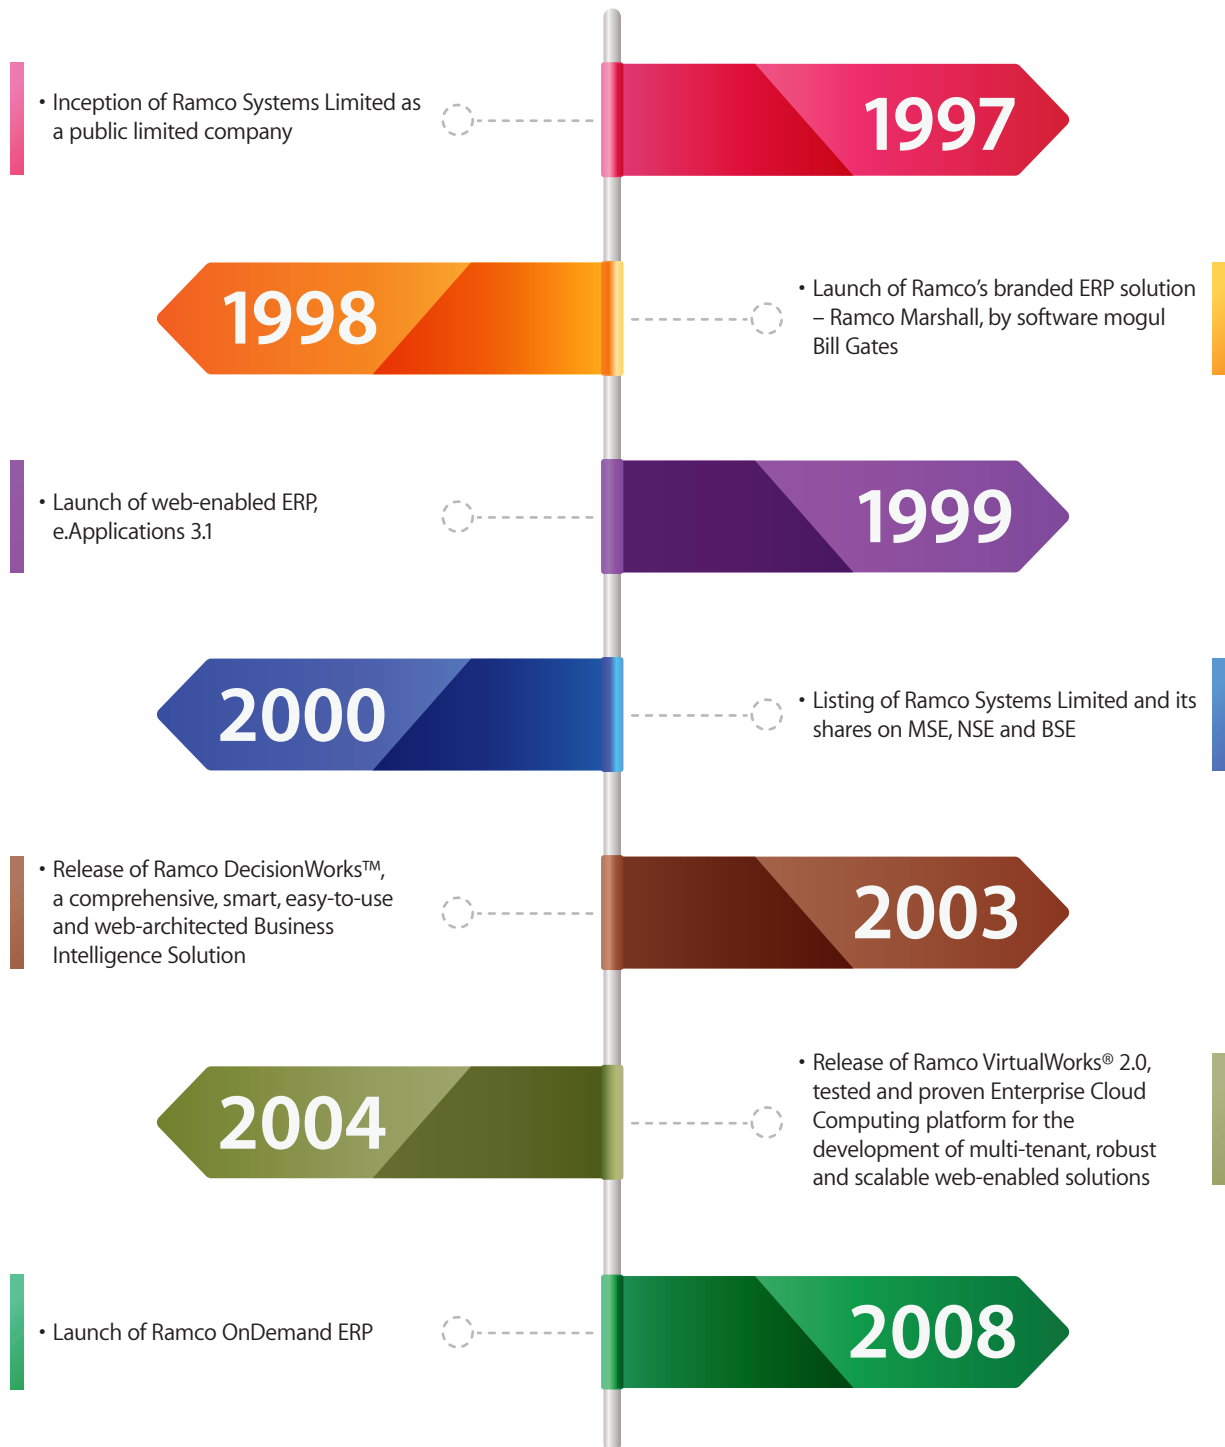 • Inception of Ramco Systems Limited as
a public limited company
1997
1998
• Launch of Ramco’s branded ERP solution
– Ramco Marshall, by software mogul
Bill Gates
• Launch of web-enabled ERP,
e.Applications 3.1
1999
2000
• Listing of Ramco Systems Limited and its
shares on MSE, NSE and BSE
• Release of Ramco DecisionWorks™,
a comprehensive, smart, easy-to-use
and web-architected Business
Intelligence Solution
2003
2004
• Release of Ramco VirtualWorks® 2.0,
tested and proven Enterprise Cloud
Computing platform for the
development of multi-tenant, robust
and scalable web-enabled solutions
• Launch of Ramco OnDemand ERP
2008